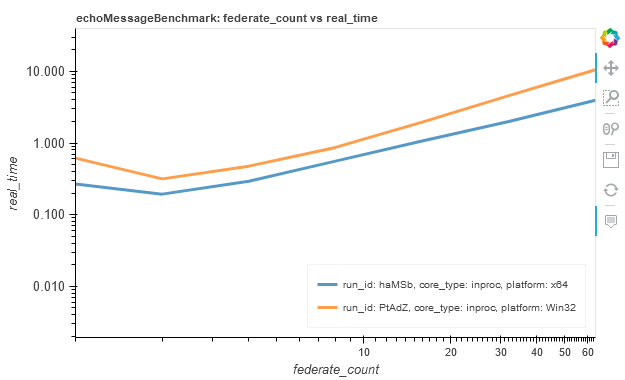 echoMessageBenchmark: federate_count vs real_time
10.000
1.000
0.100
0.010
real_time
run_id: haMSb, core_type: inproc, platform: x64
run_id: PtAdZ, core_type: inproc, platform: Win32
10
20
30
40
50
60
federate_count